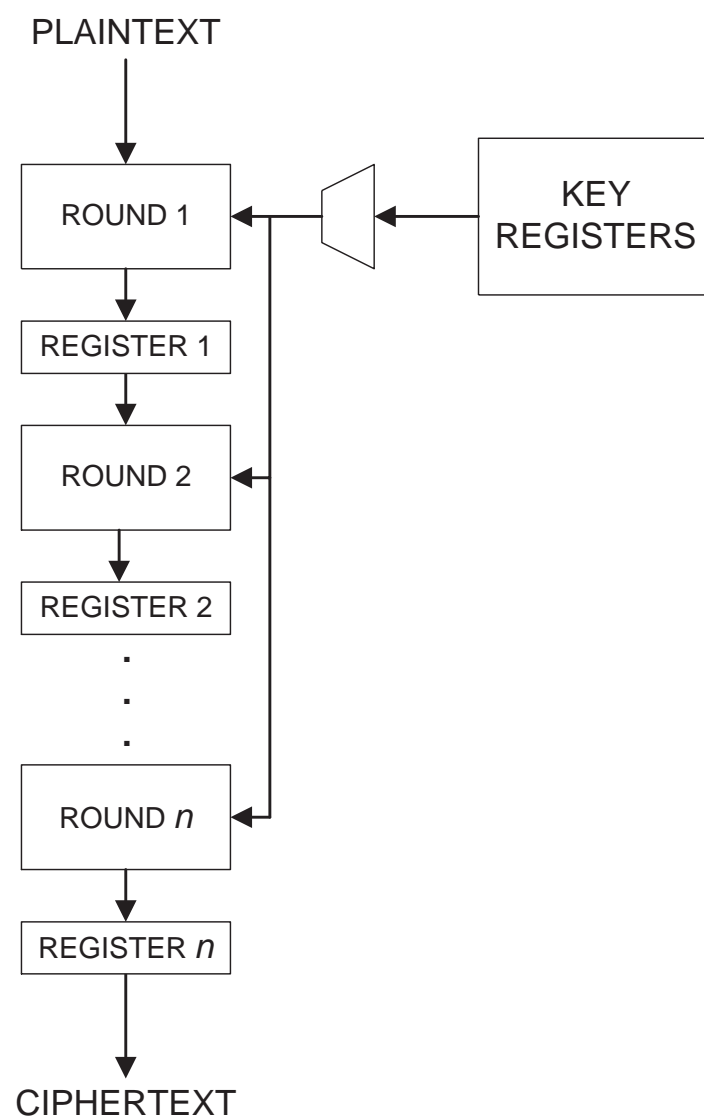 PLAINTEXT
ROUND 1
KEY
REGISTERS
REGISTER 1
ROUND 2
REGISTER 2
.
.
.
ROUND n
REGISTER n
CIPHERTEXT